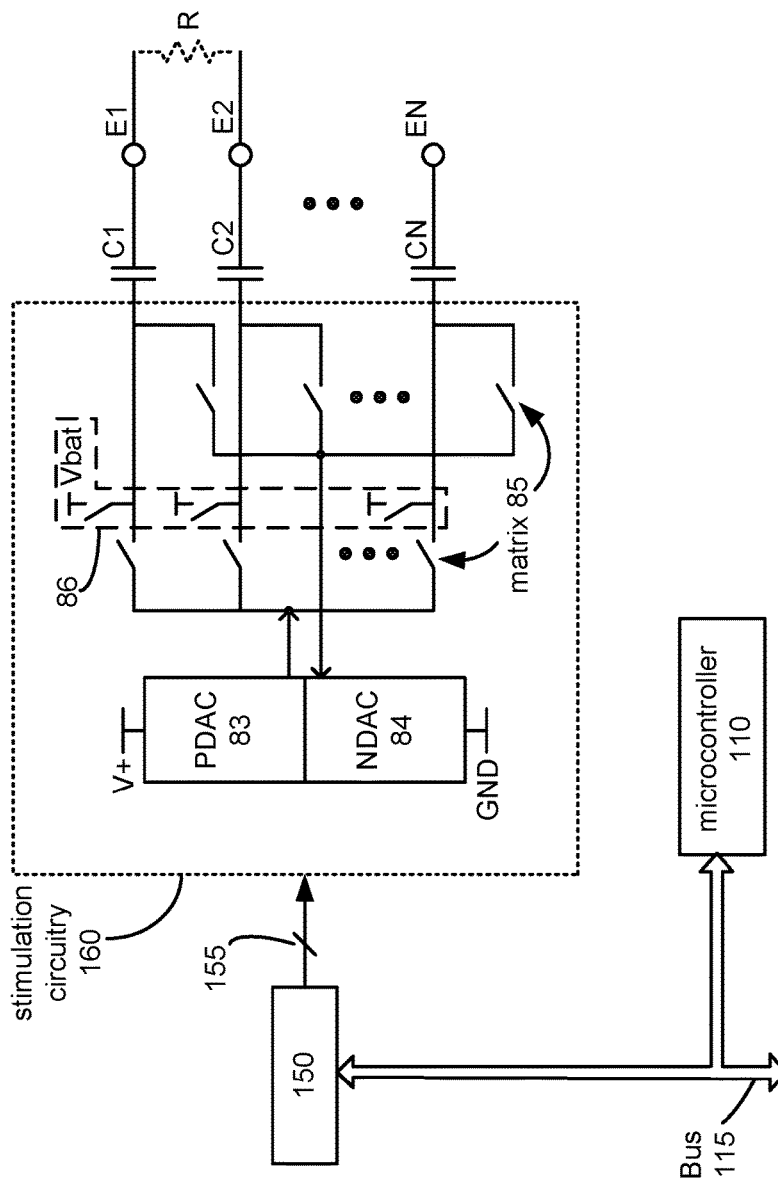 stimulation
circuitry
160
V+
PDAC
83
NDAC
84
GND
86
Vbat
matrix 85
C1
E1
R
C2
E2
CN
EN
155
150
Bus
115
microcontroller
110